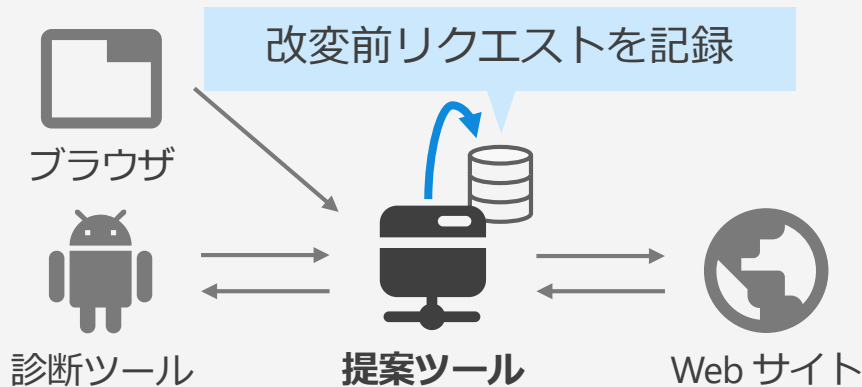 改変前リクエストを記録
ブラウザ
診断ツール
提案ツール
Web サイト